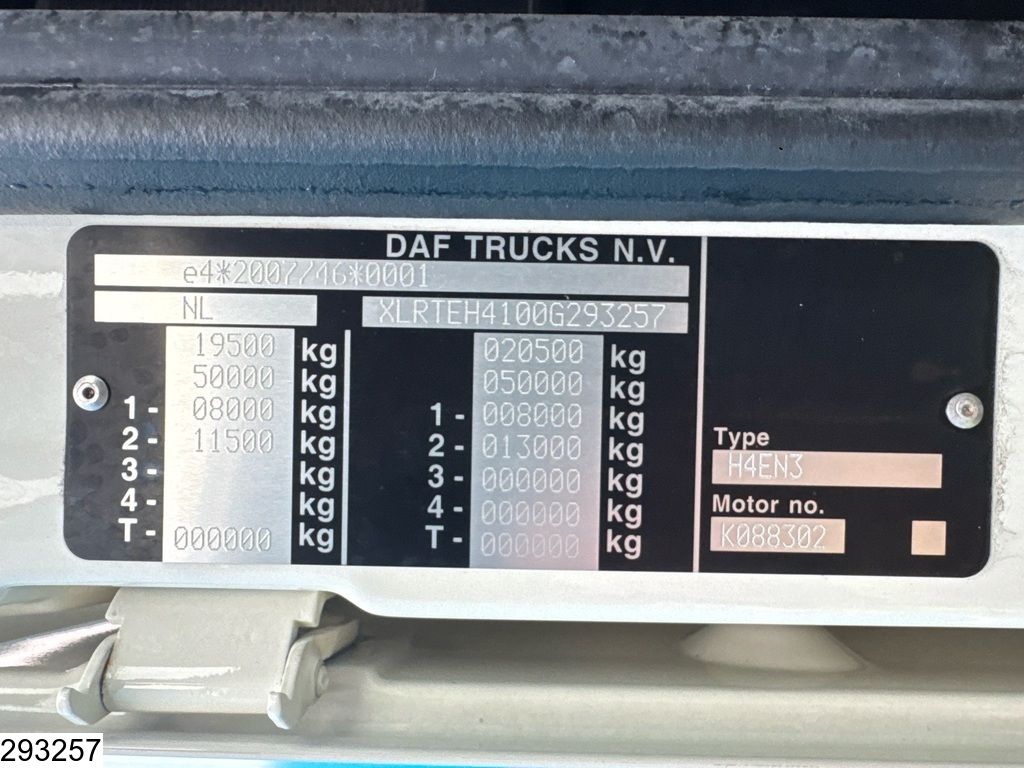 DAF TRUCKS N.V.
e4*2007/46*0001
NL XLRTEH4100G293257
19500 kg 020500 kg
50000 kg 050000 kg
1- 08000 kg 1- 008000 kg
2- 11500 kg 2- 013000 kg
3- kg 3- 000000 kg
4- kg 4- 000000 kg
T- 000000 kg T- 000000 kg
Type
H4EN3
Motor no.
K088302
293257